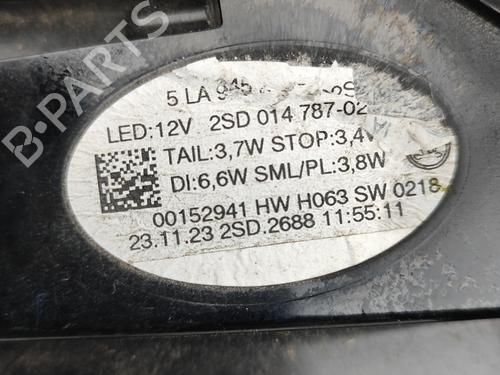 5 LA 945
LED:12V 2SD 014 787-02
TAIL:3,7W STOP:3,4W
DI:6,6W SML/PL:3,8W
00152941 HW H063 SW 0218
23.11.23 2SD.2688 11:55:11